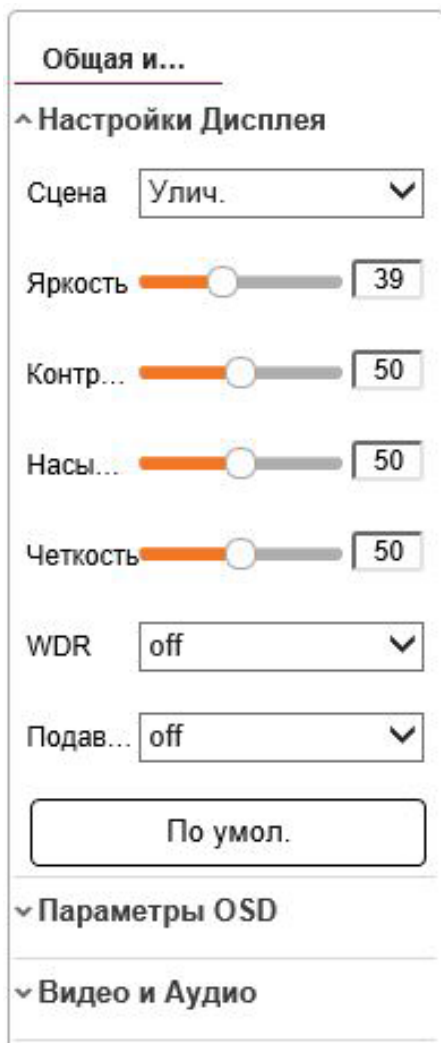 Общая и...
Настройки Дисплея
Сцена Улич.
Яркость 39
Контр... 50
Насы... 50
Четкость 50
WDR off
Подав... off
По умол.
Параметры OSD
Видео и Аудио